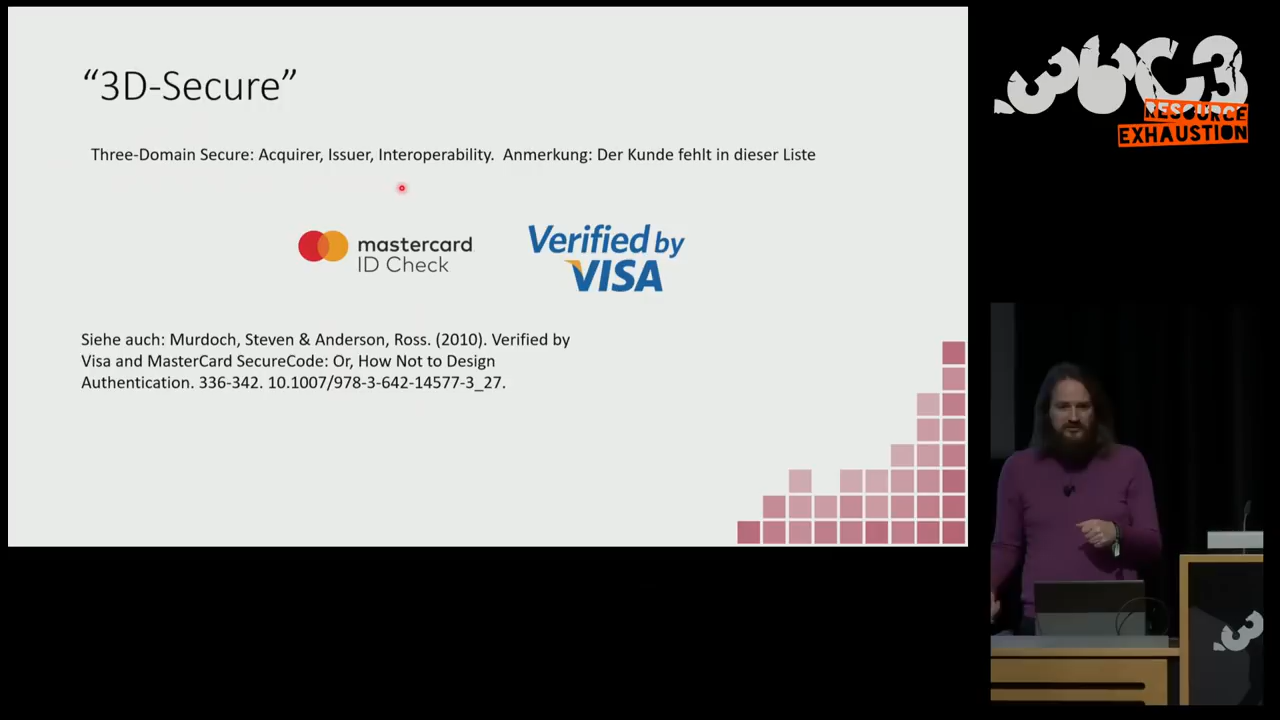 “3D-Secure”
Three-Domain Secure: Acquirer, Issuer, Interoperability.  Anmerkung: Der Kunde fehlt in dieser Liste
mastercard
ID Check
Verified by
VISA
Siehe auch: Murdoch, Steven & Anderson, Ross. (2010). Verified by
Visa and MasterCard SecureCode: Or, How Not to Design
Authentication. 336-342. 10.1007/978-3-642-14577-3_27.
36C3
RESOURCE
EXHAUSTION